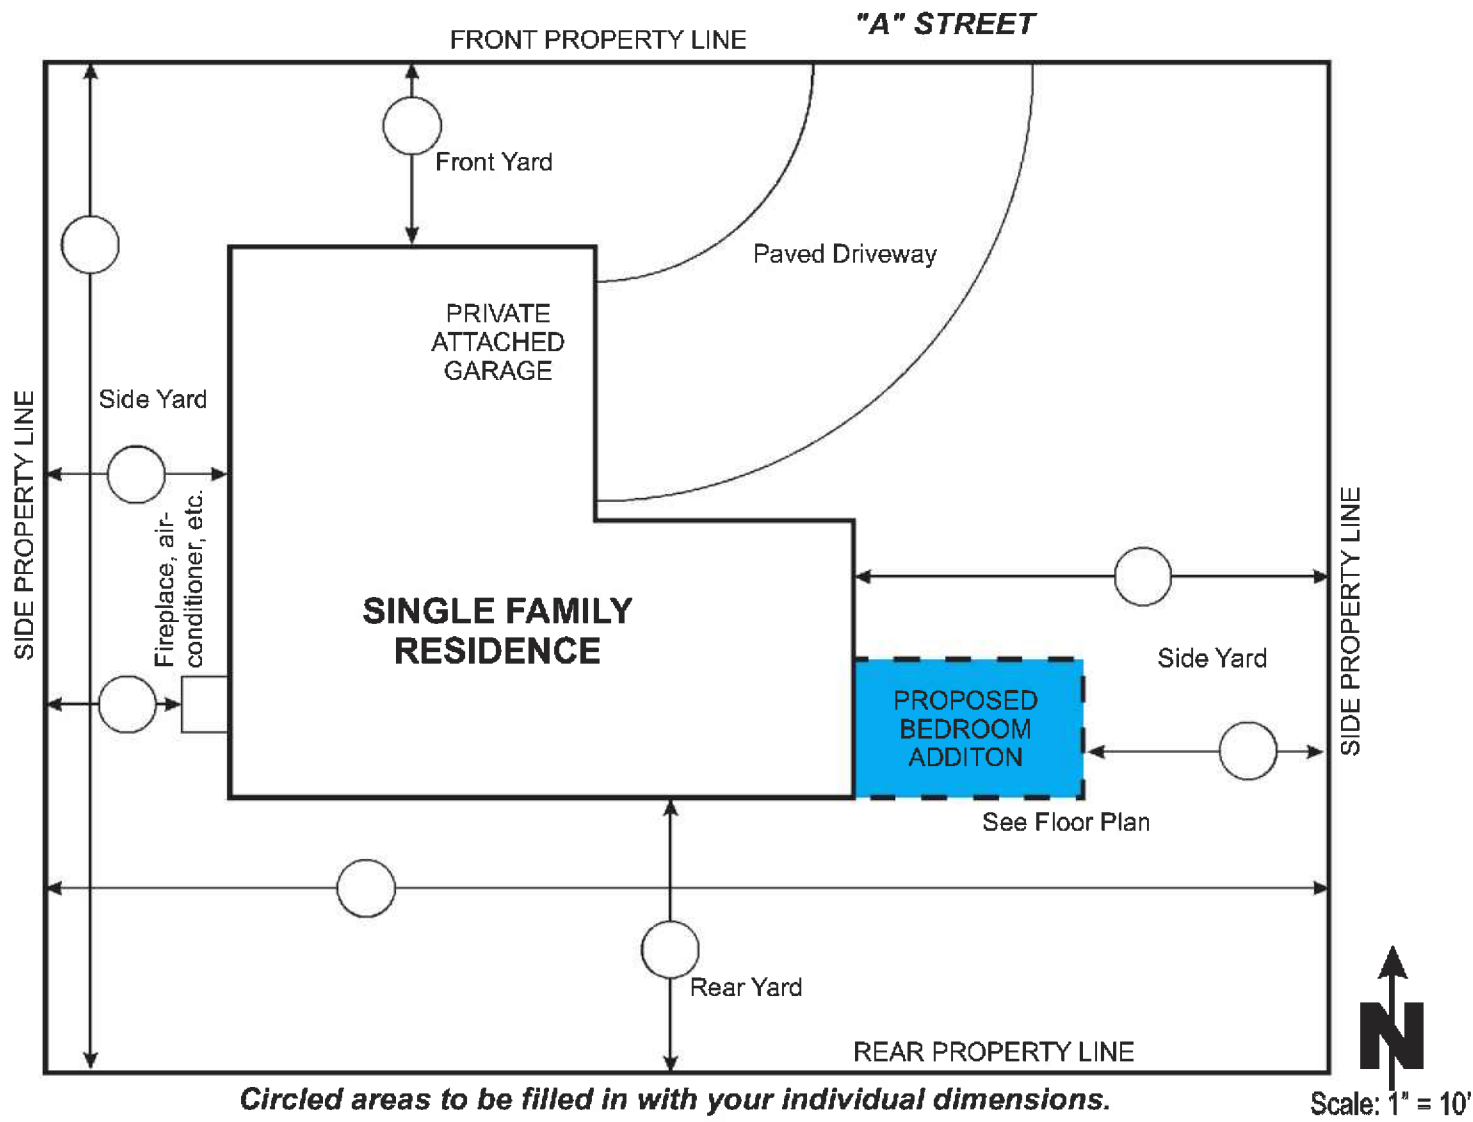 "A" STREET
FRONT PROPERTY LINE
Front Yard
Paved Driveway
PRIVATE
ATTACHED
GARAGE
Side Yard
SIDE PROPERTY LINE
Fireplace, air-
conditioner, etc.
SINGLE FAMILY
RESIDENCE
SIDE PROPERTY LINE
Side Yard
PROPOSED
BEDROOM
ADDITON
See Floor Plan
Rear Yard
REAR PROPERTY LINE
N
Circled areas to be filled in with your individual dimensions.
Scale: 1" = 10'